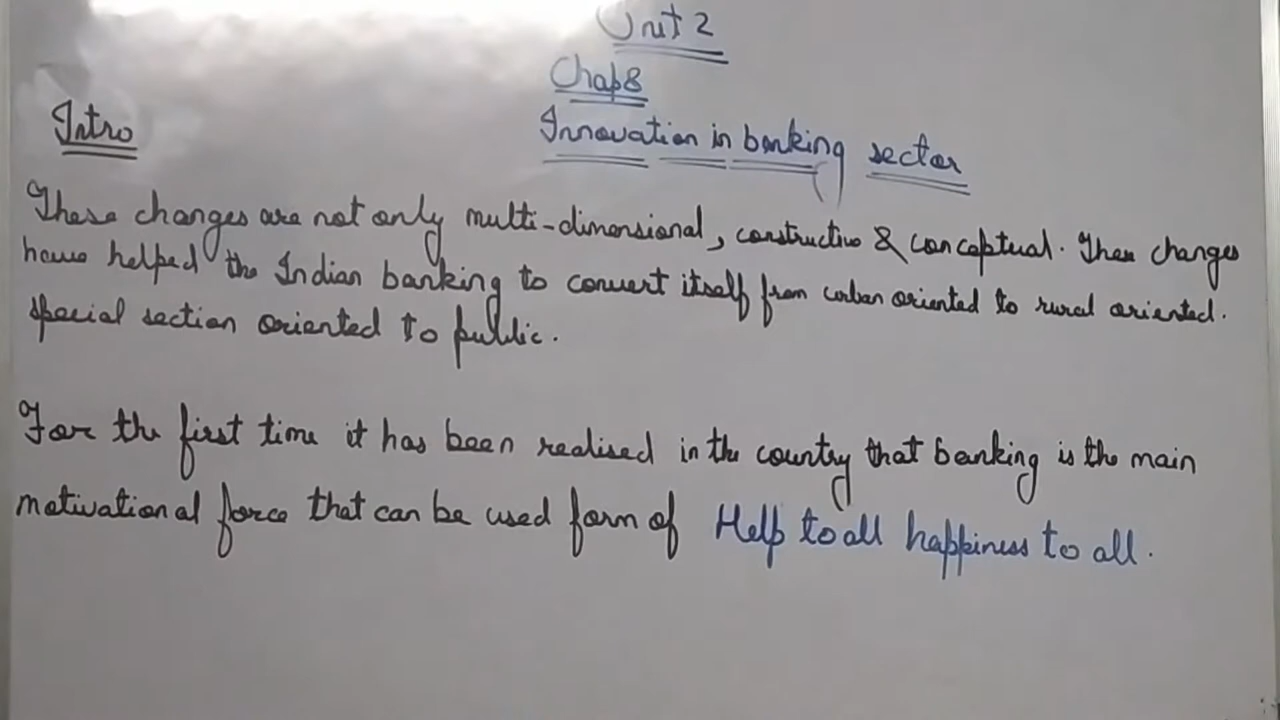 Unit 2
Chap 8
Innovation in banking sector
Intro
These changes are not only multi-dimensional, constructive & conceptual. These changes
have helped the Indian banking to convert itself from urban oriented to rural oriented.
special section oriented to public.
For the first time it has been realised in the country that banking is the main
motivational force that can be used form of Help to all happiness to all.